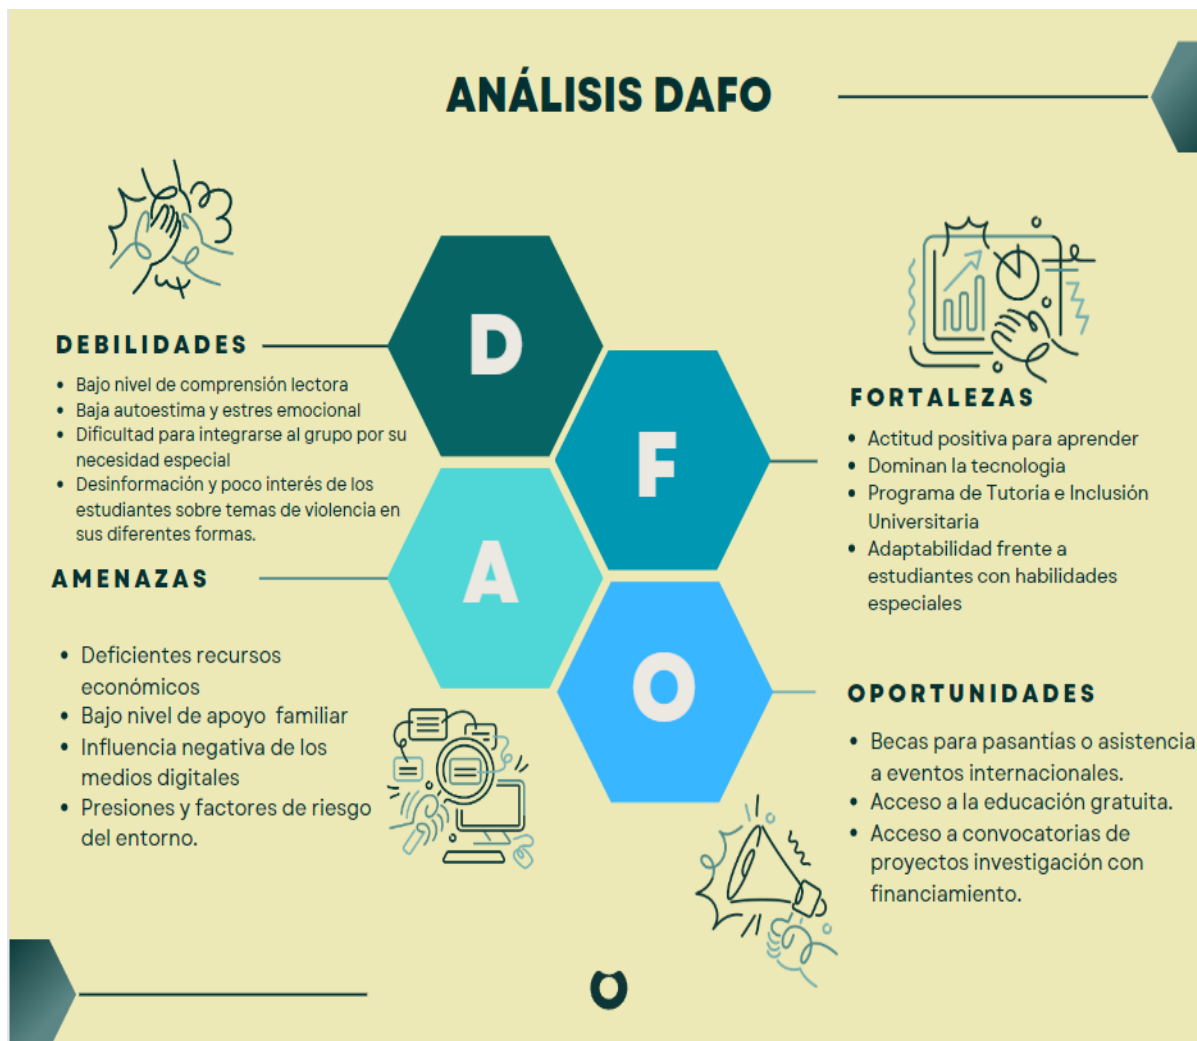 ANÁLISIS DAFO
D
F
A
O
DEBILIDADES
• Bajo nivel de comprensión lectora
• Baja autoestima y estres emocional
• Dificultad para integrarse al grupo por su
necesidad especial
• Desinformación y poco interés de los
estudiantes sobre temas de violencia en
sus diferentes formas.
AMENAZAS
• Deficientes recursos
económicos
• Bajo nivel de apoyo familiar
• Influencia negativa de los
medios digitales
• Presiones y factores de riesgo
del entorno.
FORTALEZAS
• Actitud positiva para aprender
• Dominan la tecnologia
• Programa de Tutoría e Inclusión
Universitaria
• Adaptabilidad frente a
estudiantes con habilidades
especiales
OPORTUNIDADES
• Becas para pasantías o asistencia
a eventos internacionales.
• Acceso a la educación gratuita.
• Acceso a convocatorias de
proyectos investigación con
financiamiento.